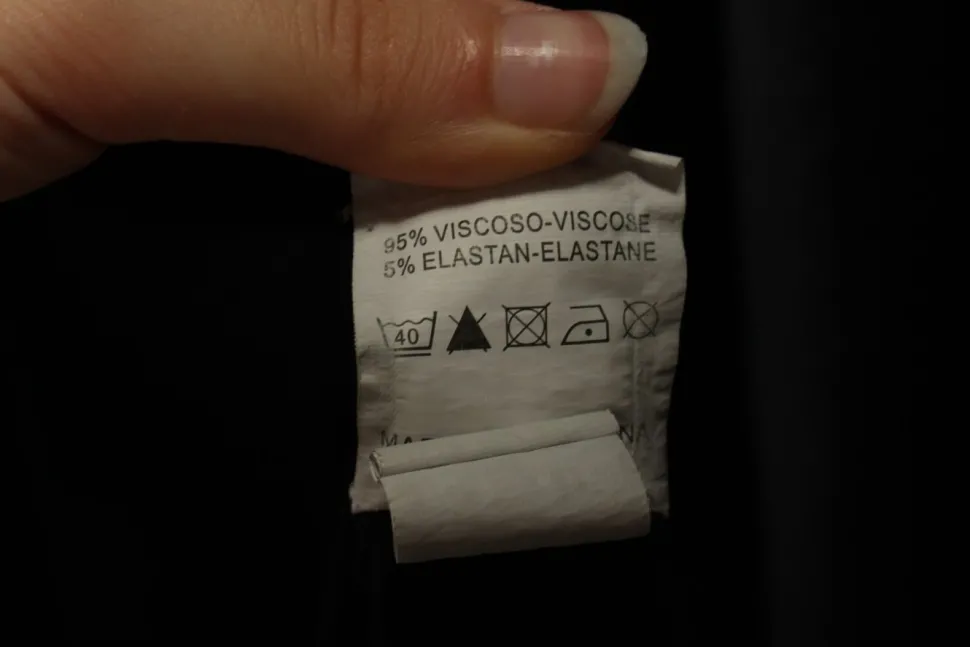 95% VISCOSO-VISCOSE
5% ELASTAN-ELASTANE
40